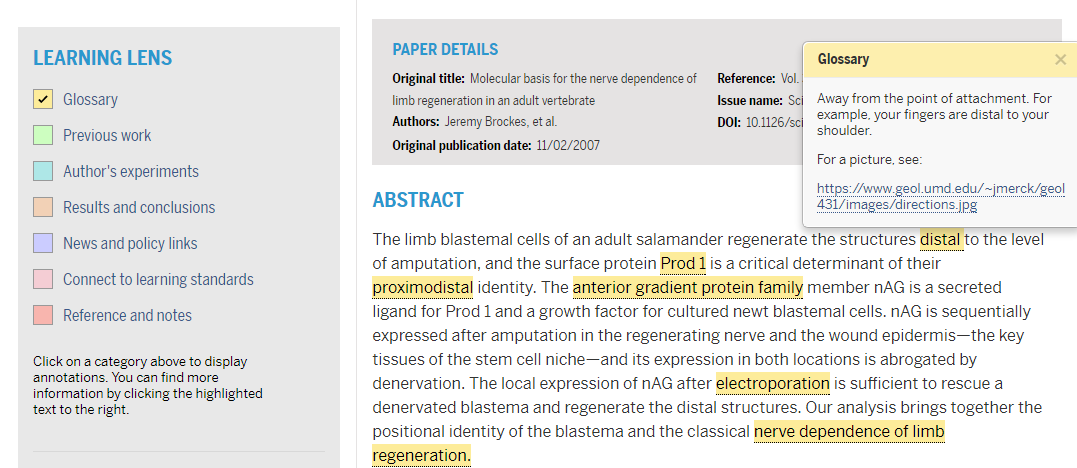 LEARNING LENS
Glossary
Previous work
Author's experiments
Results and conclusions
News and policy links
Connect to learning standards
Reference and notes
Click on a category above to display
annotations. You can find more
information by clicking the highlighted
text to the right.
PAPER DETAILS
Original title: Molecular basis for the nerve dependence of
limb regeneration in an adult vertebrate
Authors: Jeremy Brockes, et al.
Original publication date: 11/02/2007
Reference: Vol.
Issue name: Sci
DOI: 10.1126/sci
Glossary
Away from the point of attachment. For
example, your fingers are distal to your
shoulder.
For a picture, see:
https://www.geol.umd.edu/~jmerck/geol
431/images/directions.jpg
ABSTRACT
The limb blastemal cells of an adult salamander regenerate the structures distal to the level
of amputation, and the surface protein Prod 1 is a critical determinant of their
proximodistal identity. The anterior gradient protein family member nAG is a secreted
ligand for Prod 1 and a growth factor for cultured newt blastemal cells. nAG is sequentially
expressed after amputation in the regenerating nerve and the wound epidermis—the key
tissues of the stem cell niche—and its expression in both locations is abrogated by
denervation. The local expression of nAG after electroporation is sufficient to rescue a
denervated blastema and regenerate the distal structures. Our analysis brings together the
positional identity of the blastema and the classical nerve dependence of limb
regeneration.